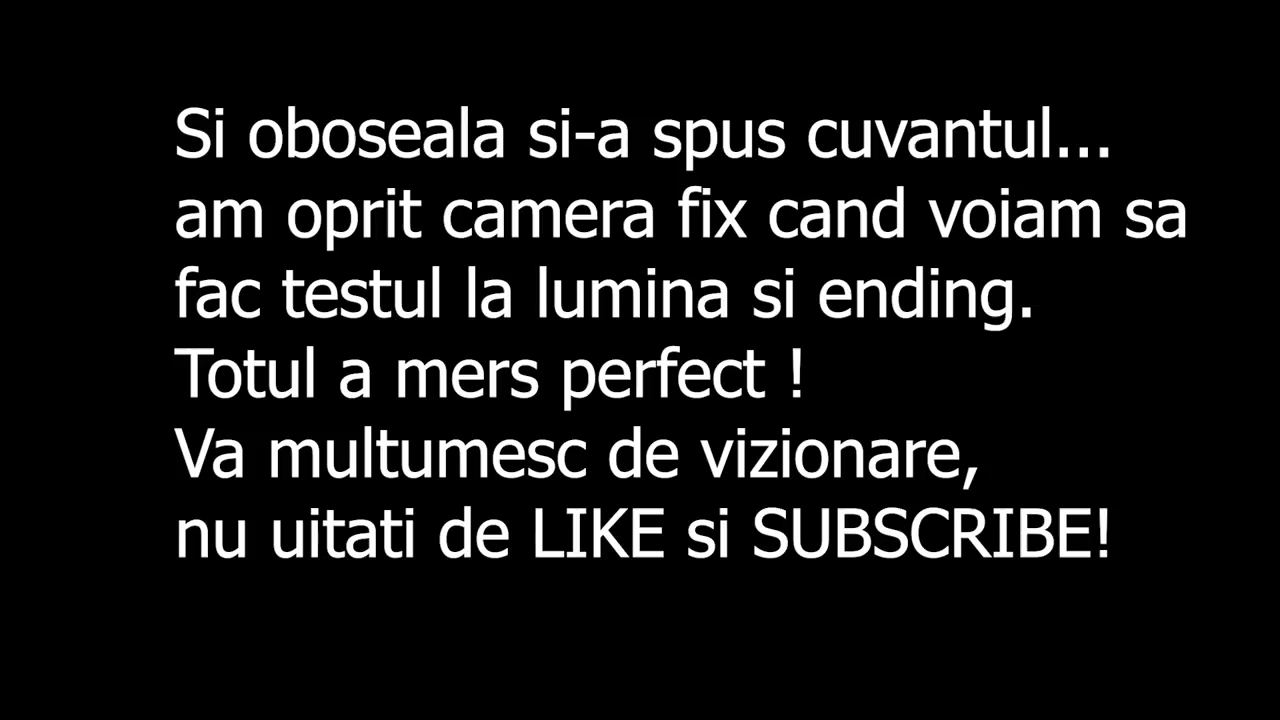 Si oboseala si-a spus cuvantul...
am oprit camera fix cand voiam sa
fac testul la lumina si ending.
Totul a mers perfect !
Va multumesc de vizionare,
nu uitati de LIKE si SUBSCRIBE!